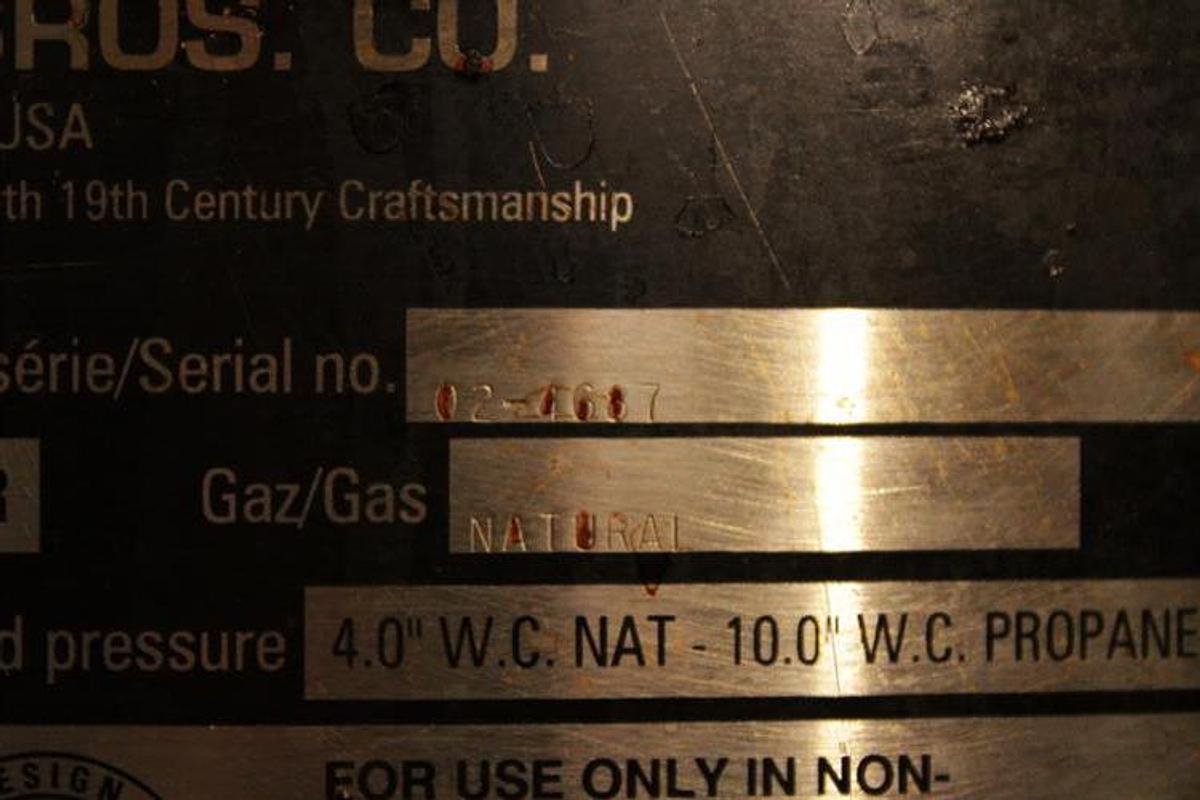 BROS. CO.
USA
th 19th Century Craftsmanship
série/Serial no.
Gaz/Gas NATURAL
d pressure 4.0" W.C. NAT - 10.0" W.C. PROPANE
DESIGN
FOR USE ONLY IN NON-